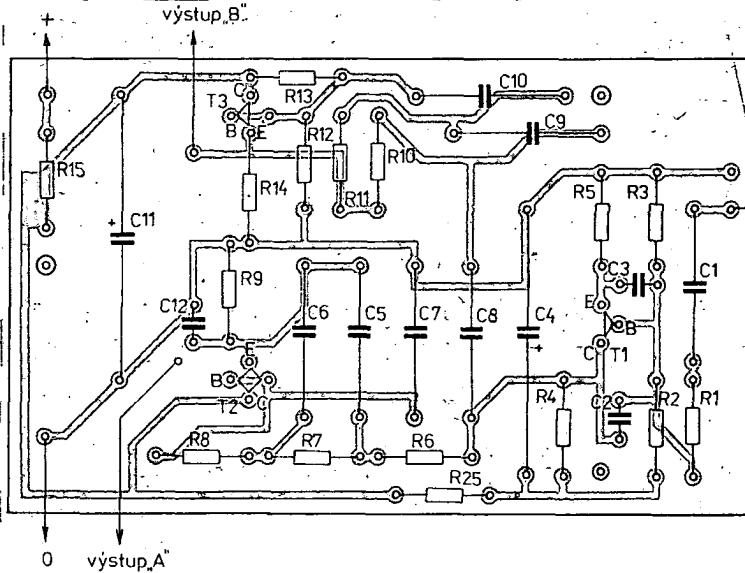 +
výstup„B"
C
R13
C10
T3
B
E
R12
C9
R15
R10
R14
R11
R5
R3
C11
+
R9
C3
C1
C12
C6
C5
C7
C8
C4
E
B
+
C
T1
E
B
T2
C
C2
R4
R2
R1
R8
R7
R6
R25
0
výstup„A"